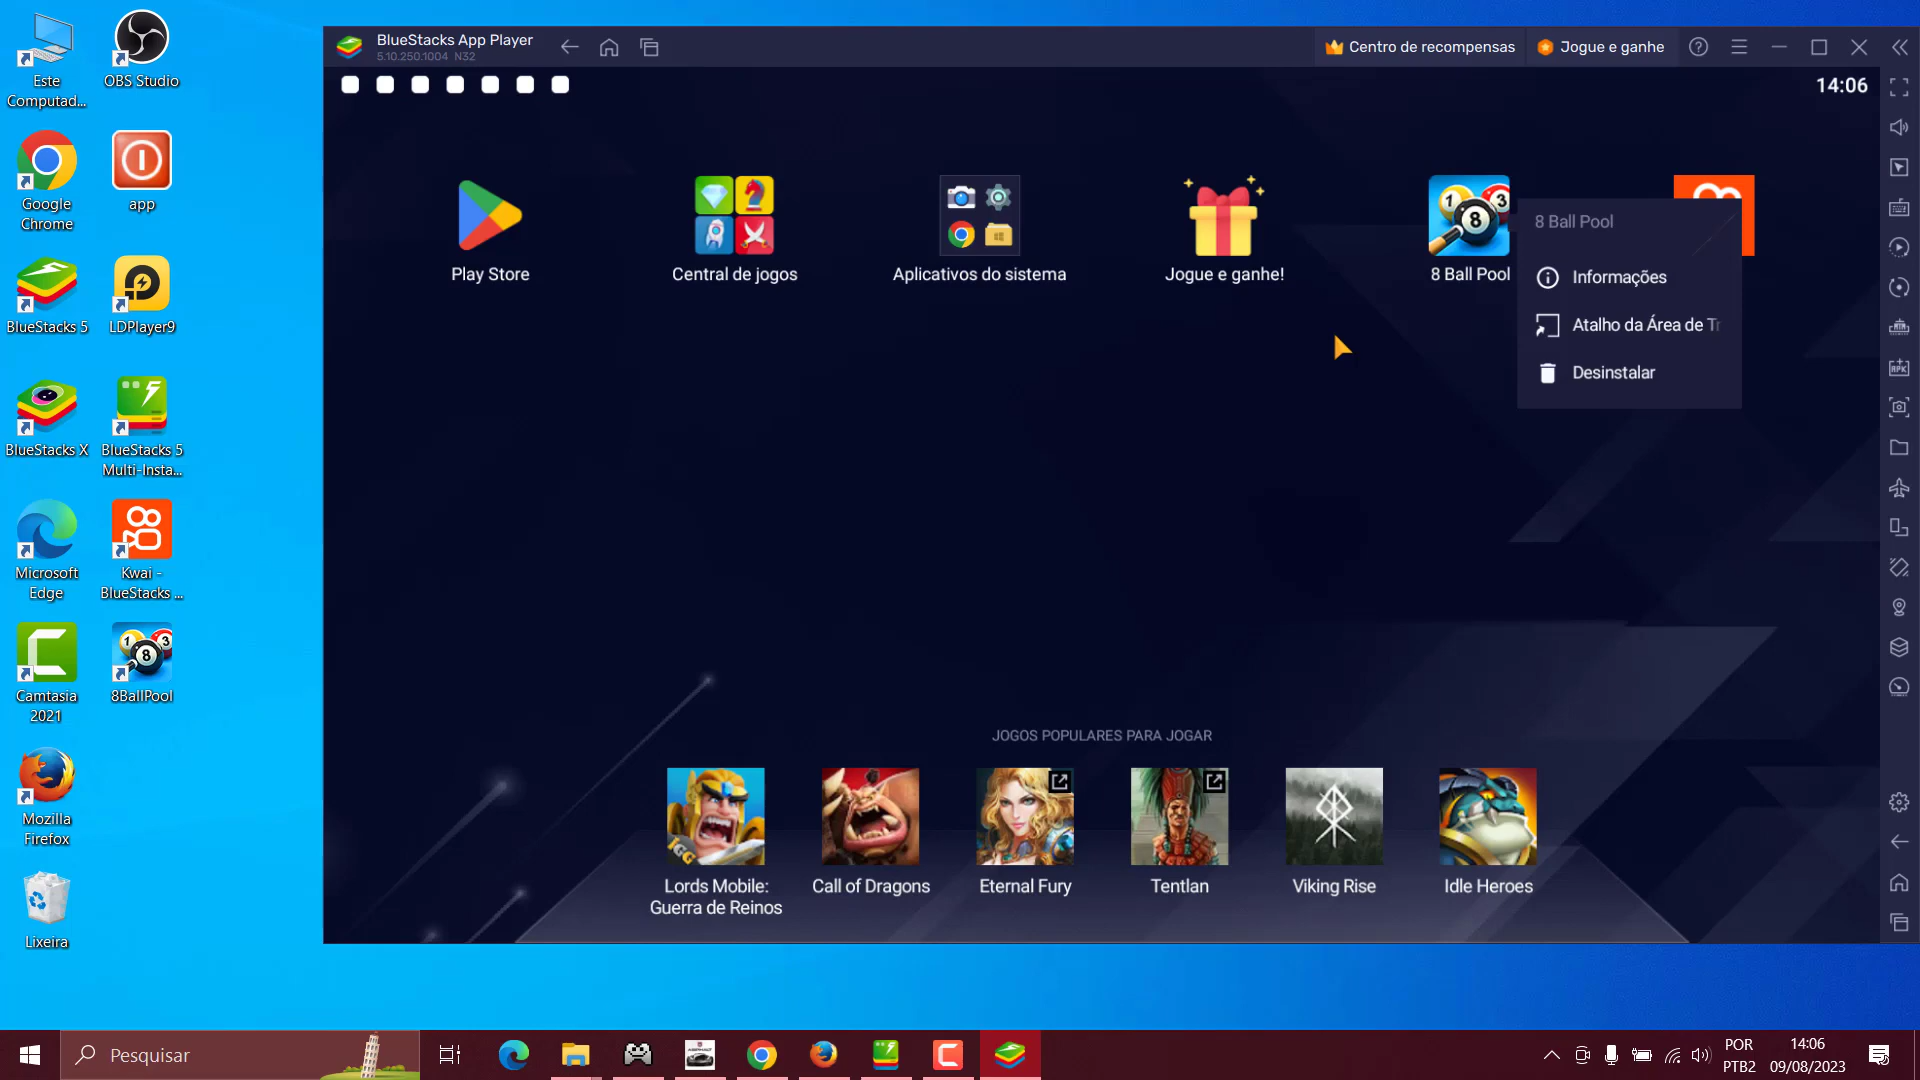 Este
Computad...
OBS Studio
Google
Chrome
app
BlueStacks 5
LDPlayer9
BlueStacks X
BlueStacks 5
Multi-Insta...
Microsoft
Edge
Kwai -
BlueStacks ...
Camtasia
2021
8BallPool
Mozilla
Firefox
Lixeira
BlueStacks App Player
5.10.250.1004 N32
Centro de recompensas
Jogue e ganhe
14:06
Play Store
Central de jogos
Aplicativos do sistema
Jogue e ganhe!
8 Ball Pool
8 Ball Pool
Informações
Atalho da Área de Tr
Desinstalar
JOGOS POPULARES PARA JOGAR
IGG
Lords Mobile:
Guerra de Reinos
Call of Dragons
Eternal Fury
Tentlan
Viking Rise
Idle Heroes
Pesquisar
POR
PTB2
14:06
09/08/2023